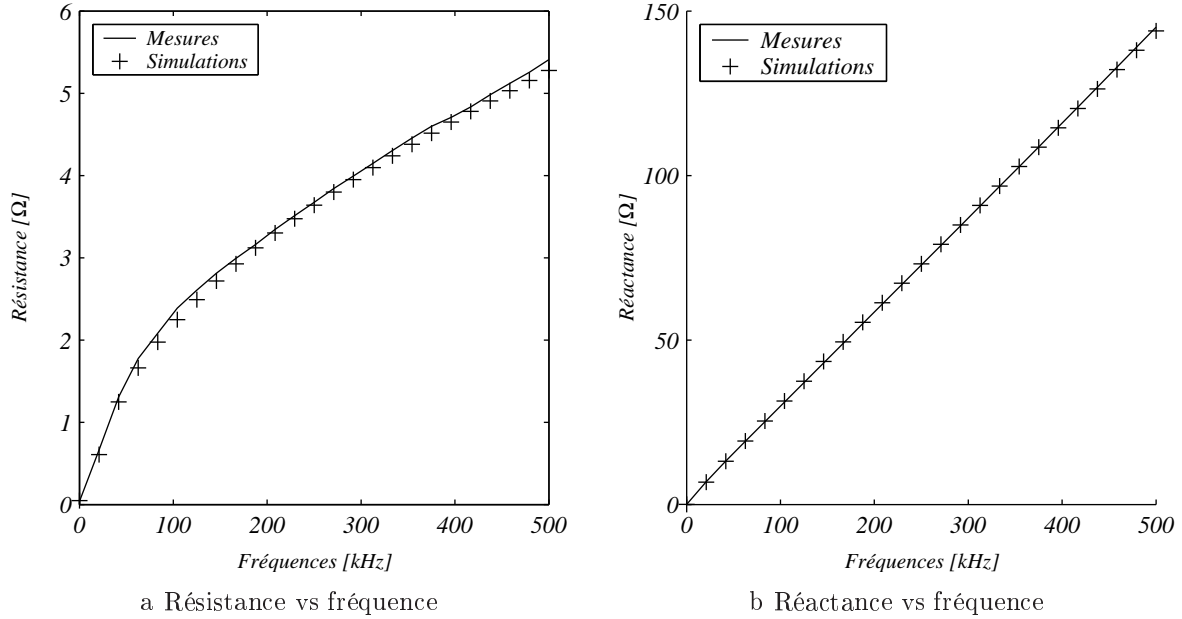 6
5
4
3
2
1
0
Résistance [Ω]
Mesures
Simulations
0 100 200 300 400 500
Fréquences [kHz]
a Résistance vs fréquence
150
100
50
0
Réactance [Ω]
Mesures
Simulations
0 100 200 300 400 500
Fréquences [kHz]
b Réactance vs fréquence